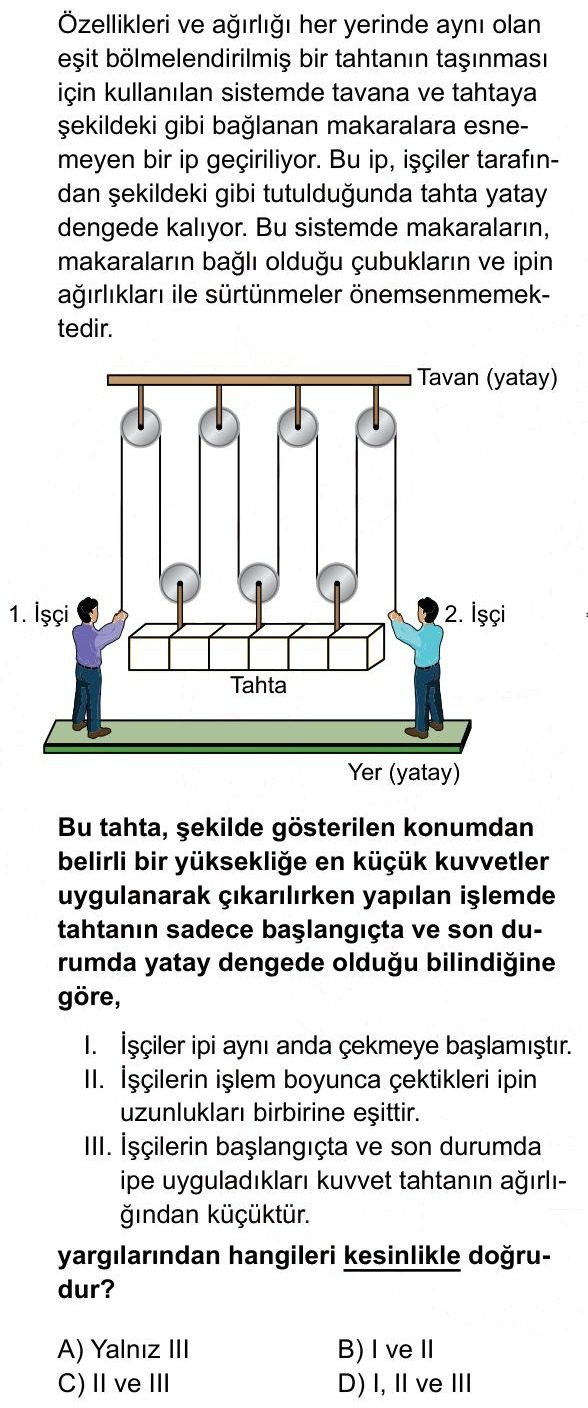 Özellikleri ve ağırlığı her yerinde aynı olan
eşit bölmelendirilmiş bir tahtanın taşınması
için kullanılan sistemde tavana ve tahtaya
şekildeki gibi bağlanan makaralara esne-
meyen bir ip geçiriliyor. Bu ip, işçiler tarafın-
dan şekildeki gibi tutulduğunda tahta yatay
dengede kalıyor. Bu sistemde makaraların,
makaraların bağlı olduğu çubukların ve ipin
ağırlıkları ile sürtünmeler önemsenmemek-
tedir.
Tavan (yatay)
1. İşçi
2. İşçi
Tahta
Yer (yatay)
Bu tahta, şekilde gösterilen konumdan
belirli bir yüksekliğe en küçük kuvvetler
uygulanarak çıkarılırken yapılan işlemde
tahtanın sadece başlangıçta ve son du-
rumda yatay dengede olduğu bilindiğine
göre,
I. İşçiler ipi aynı anda çekmeye başlamıştır.
II. İşçilerin işlem boyunca çektikleri ipin
uzunlukları birbirine eşittir.
III. İşçilerin başlangıçta ve son durumda
ipe uyguladıkları kuvvet tahtanın ağırlı-
ğından küçüktür.
yargılarından hangileri kesinlikle doğru-
dur?
A) Yalnız III
B) I ve II
C) II ve III
D) I, II ve III